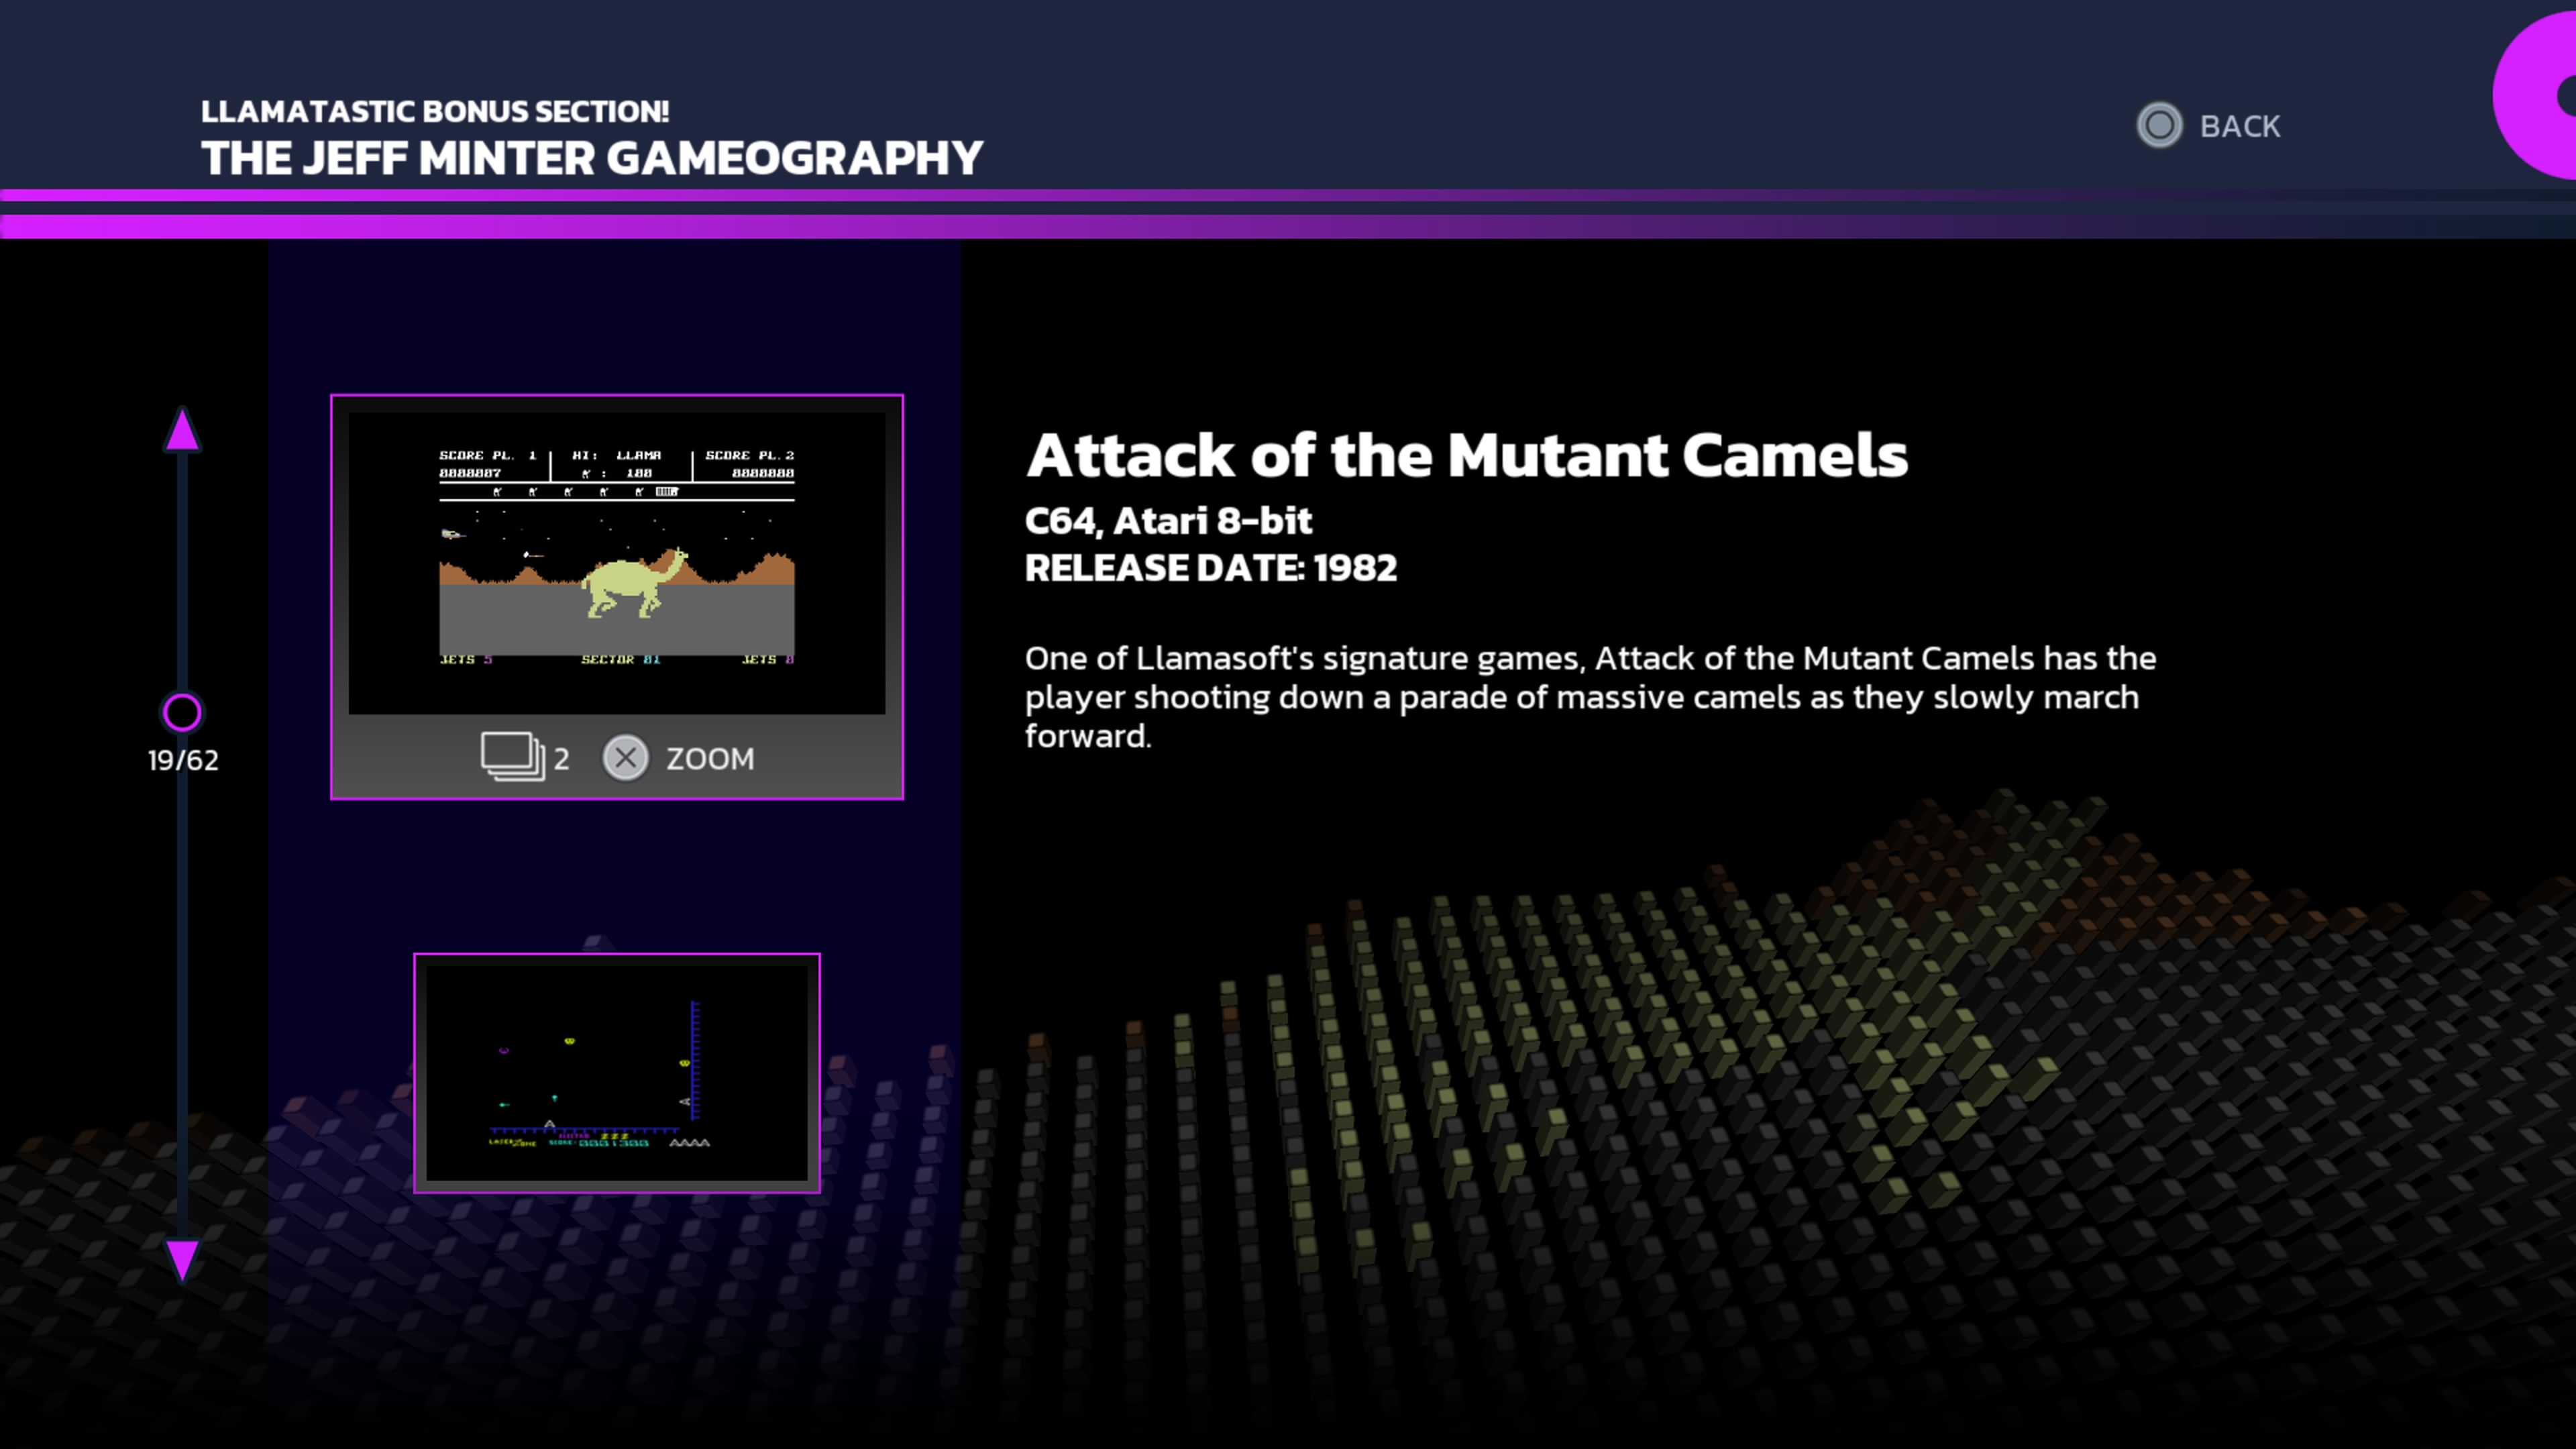 LLAMATASTIC BONUS SECTION!
THE JEFF MINTER GAMEOGRAPHY
BACK
SCORE PL. 1
HI: LLAMA
SCORE PL. 2
0000007
: 100
0000000
JETS 5
SECTOR 01
JETS 0
2
ZOOM
19/62
Attack of the Mutant Camels
C64, Atari 8-bit
RELEASE DATE: 1982
One of Llamasoft's signature games, Attack of the Mutant Camels has the
player shooting down a parade of massive camels as they slowly march
forward.
SCORE: 0001300